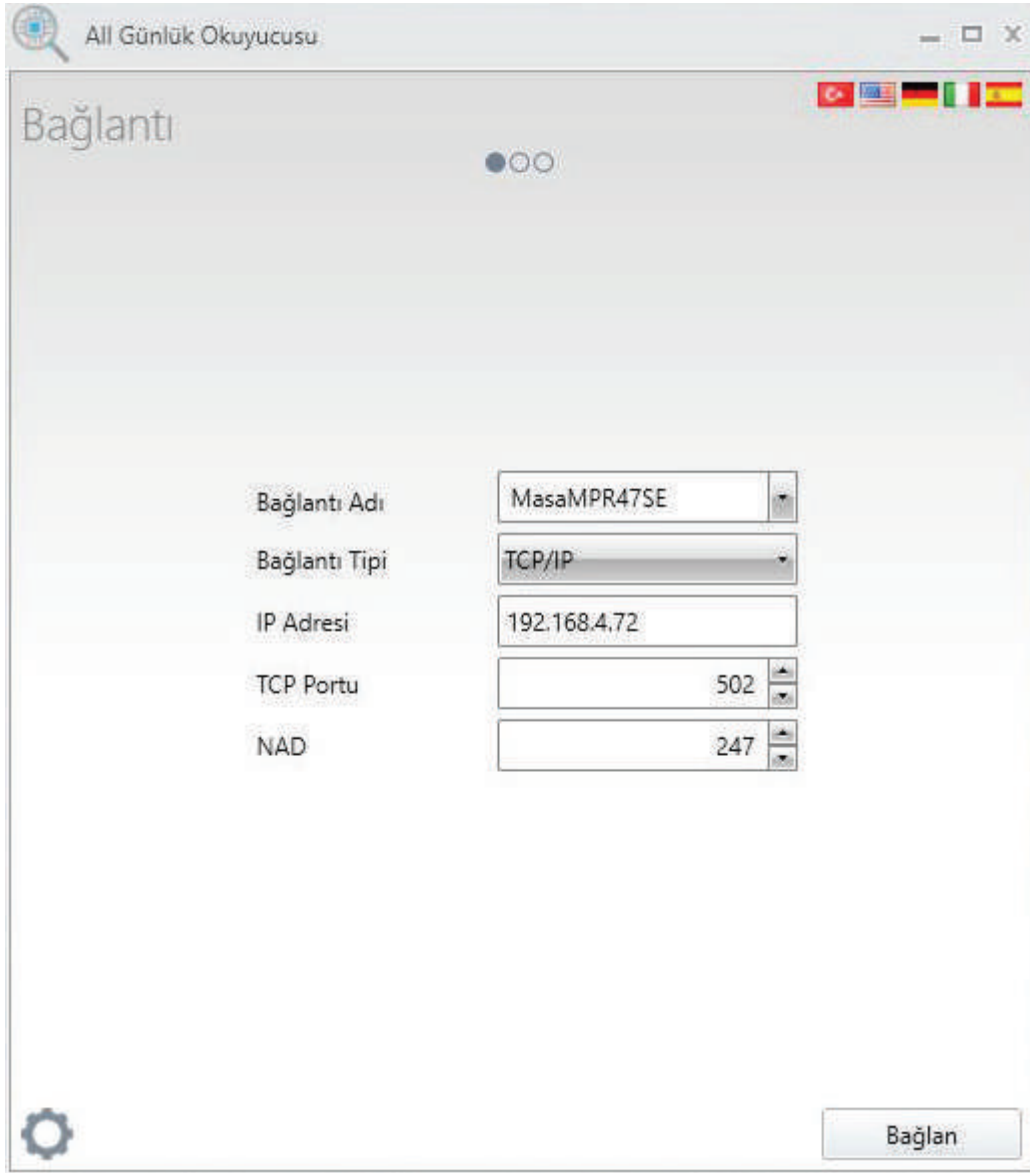 All Günlük Okuyucusu
Bağlantı
Bağlantı Adı MasaMPR47SE
Bağlantı Tipi TCP/IP
IP Adresi 192.168.4.72
TCP Portu 502
NAD 247
Bağlan